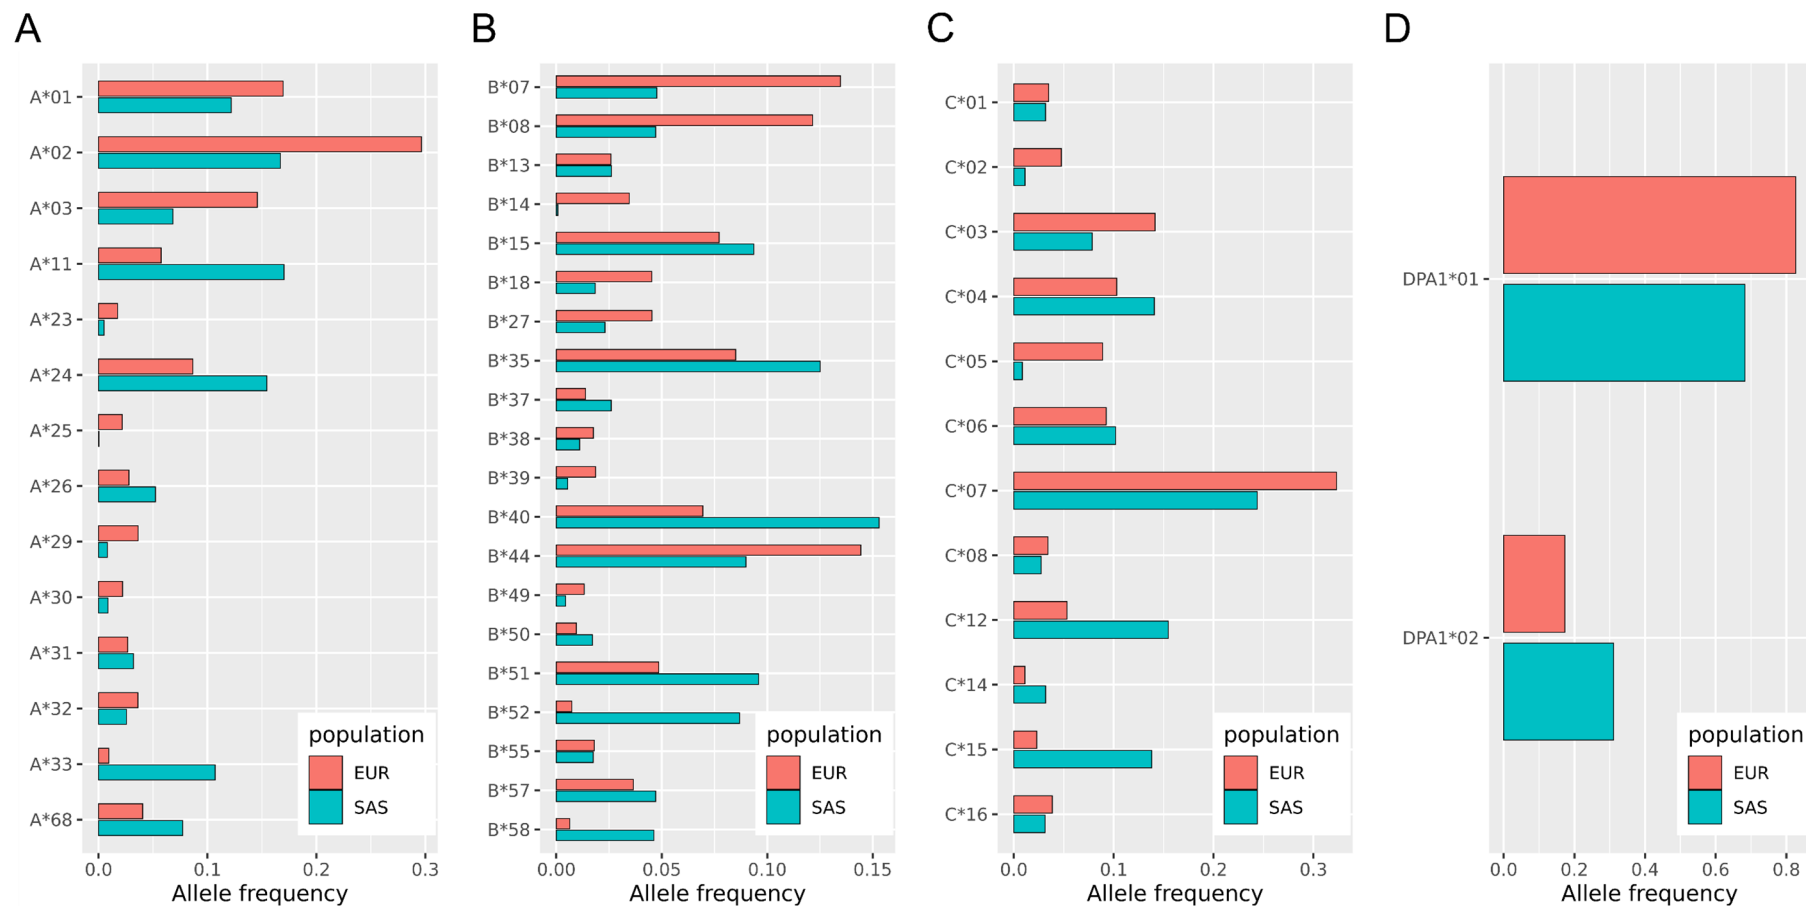 A
A*01
A*02
A*03
A*11
A*23
A*24
A*25
A*26
A*29
A*30
A*31
A*32
A*33
A*68
population
EUR
SAS
0.0 0.1 0.2 0.3
Allele frequency
B
B*07
B*08
B*13
B*14
B*15
B*18
B*27
B*35
B*37
B*38
B*39
B*40
B*44
B*49
B*50
B*51
B*52
B*55
B*57
B*58
population
EUR
SAS
0.00 0.05 0.10 0.15
Allele frequency
C
C*01
C*02
C*03
C*04
C*05
C*06
C*07
C*08
C*12
C*14
C*15
C*16
population
EUR
SAS
0.0 0.1 0.2 0.3
Allele frequency
D
DPA1*01
DPA1*02
population
EUR
SAS
0.0 0.2 0.4 0.6 0.8
Allele frequency